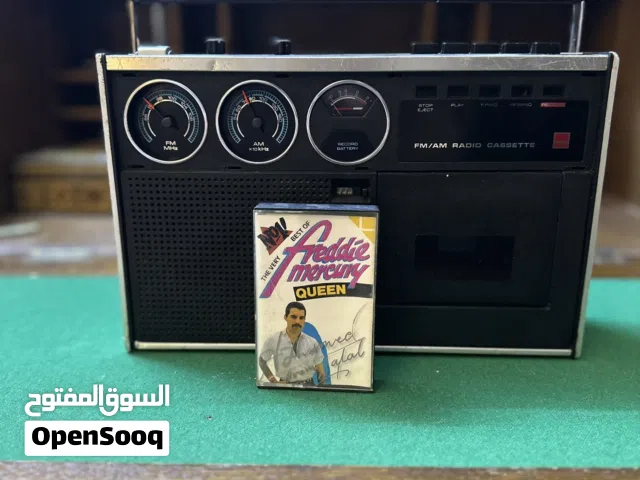 STOP
EJECT
PLAY
FM
MHz
AM
x10 kHz
RECORD
BATTERY
FM/AM RADIO CASSETTE
No1!
THE VERY BEST OF
freddie
mercury
QUEEN
السوق المفتوح
OpenSooq